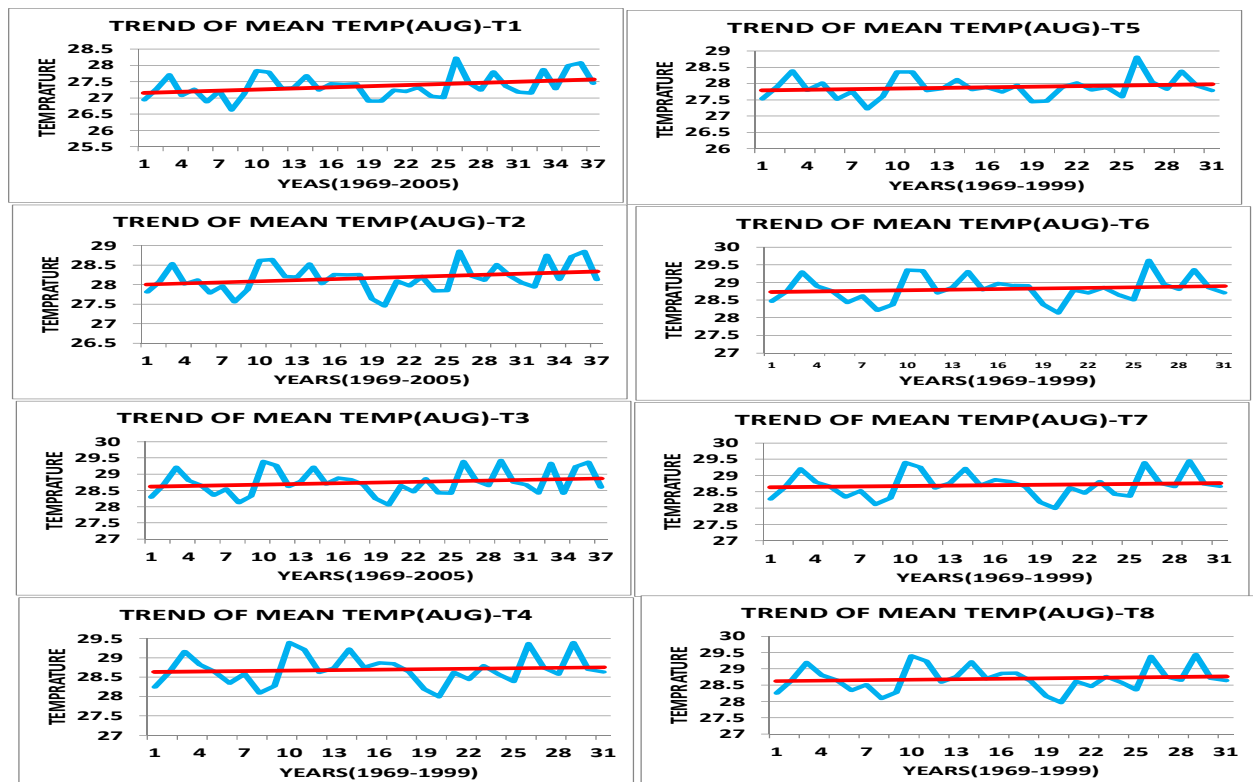 TREND OF MEAN TEMP(AUG)-T1
TEMPRATURE
28.5
28
27.5
27
26.5
26
25.5
1 4 7 10 13 16 19 22 25 28 31 34 37
YEAS(1969-2005)
TREND OF MEAN TEMP(AUG)-T5
TEMPRATURE
29
28.5
28
27.5
27
26.5
26
1 4 7 10 13 16 19 22 25 28 31
YEARS(1969-1999)
TREND OF MEAN TEMP(AUG)-T2
TEMPRATURE
29
28.5
28
27.5
27
26.5
1 4 7 10 13 16 19 22 25 28 31 34 37
YEARS(1969-2005)
TREND OF MEAN TEMP(AUG)-T6
TEMPRATURE
30
29.5
29
28.5
28
27.5
27
1 4 7 10 13 16 19 22 25 28 31
YEARS(1969-1999)
TREND OF MEAN TEMP(AUG)-T3
TEMPRATURE
30
29.5
29
28.5
28
27.5
27
1 4 7 10 13 16 19 22 25 28 31 34 37
YEARS(1969-2005)
TREND OF MEAN TEMP(AUG)-T7
TEMPRATURE
30
29.5
29
28.5
28
27.5
27
1 4 7 10 13 16 19 22 25 28 31
YEARS(1969-1999)
TREND OF MEAN TEMP(AUG)-T4
TEMPRATURE
29.5
29
28.5
28
27.5
27
1 4 7 10 13 16 19 22 25 28 31
YEARS(1969-1999)
TREND OF MEAN TEMP(AUG)-T8
TEMPRATURE
30
29.5
29
28.5
28
27.5
27
1 4 7 10 13 16 19 22 25 28 31
YEARS(1969-1999)